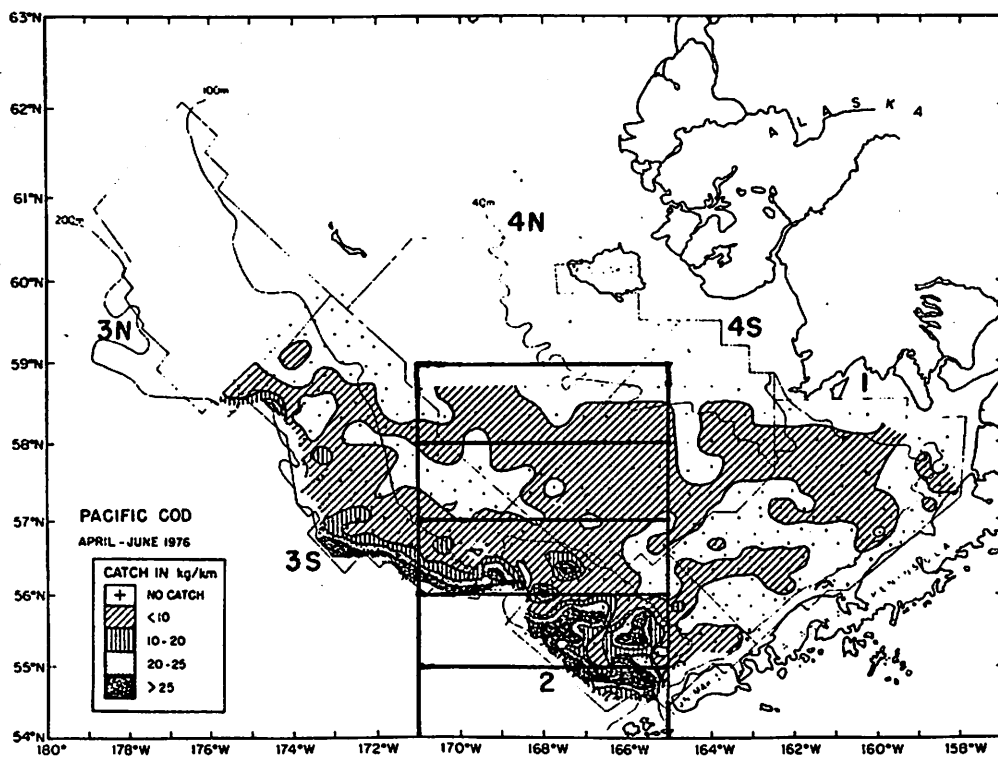 63°N
62°N
61°N
60°N
59°N
58°N
57°N
56°N
55°N
54°N
100m
200m
40m
A L A S K A
4N
4S
3N
1
3S
2
PACIFIC COD
APRIL - JUNE 1976
CATCH IN kg/km
+ NO CATCH
<10
10-20
20-25
>25
180° 178°W 176°W 174°W 172°W 170°W 168°W 166°W 164°W 162°W 160°W 158°W